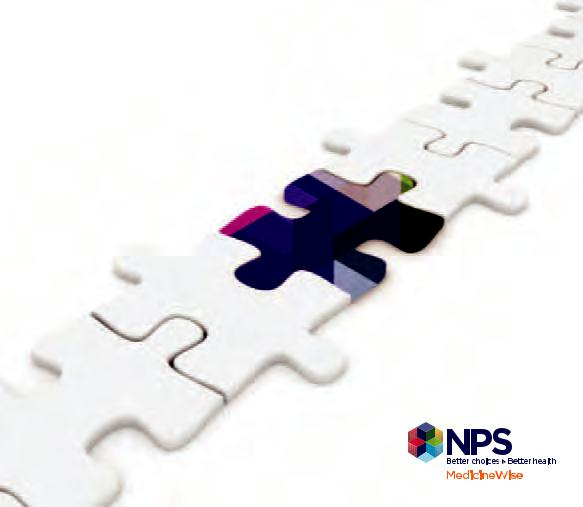 NPS
Better choices ▸ Better health
MedicineWise